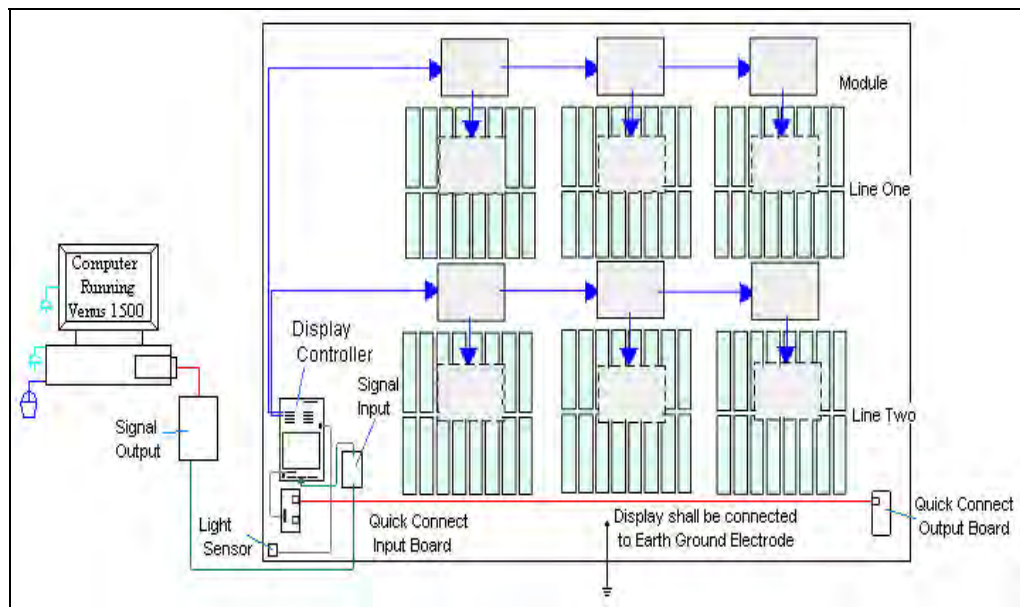 Module
Line One
Computer
Running
Venus 1500
Display
Controller
Signal
Input
Line Two
Signal
Output
Light
Sensor
Quick Connect
Input Board
Display shall be connected
to Earth Ground Electrode
Quick Connect
Output Board